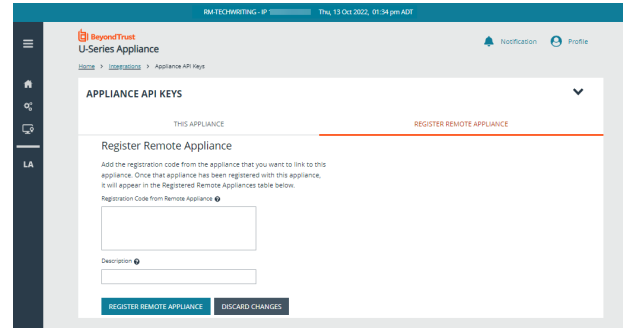 RM-TECHWRITING - IP Thu, 13 Oct 2022, 01:34 pm ADT
BeyondTrust
U-Series Appliance
Notification Profile
Home > Integrations > Appliance API Keys
APPLIANCE API KEYS
THIS APPLIANCE REGISTER REMOTE APPLIANCE
LA
Register Remote Appliance
Add the registration code from the appliance that you want to link to this
appliance. Once that appliance has been registered with this appliance,
it will appear in the Registered Remote Appliances table below.
Registration Code from Remote Appliance ?
Description ?
REGISTER REMOTE APPLIANCE DISCARD CHANGES